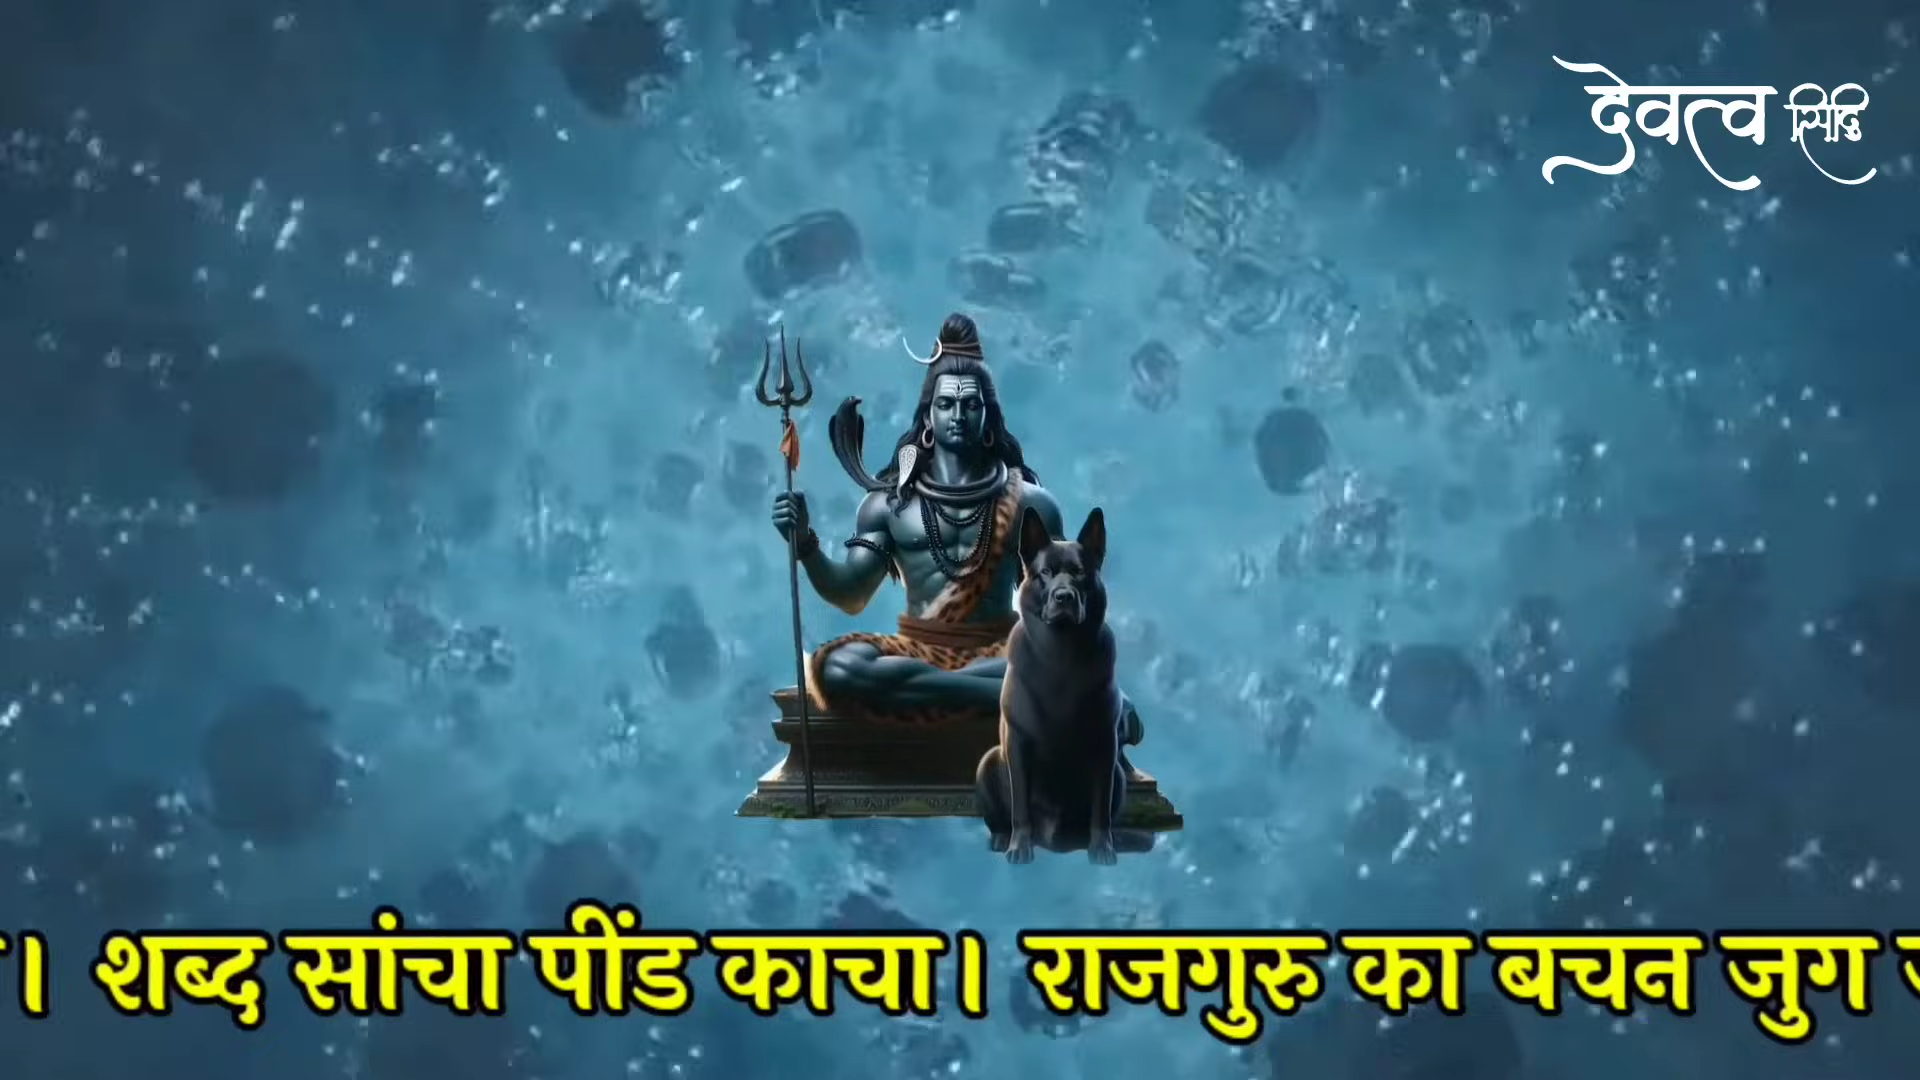 देवत्व सिद्धि
। शब्द सांचा पींड काचा। राजगुरु का बचन जुग